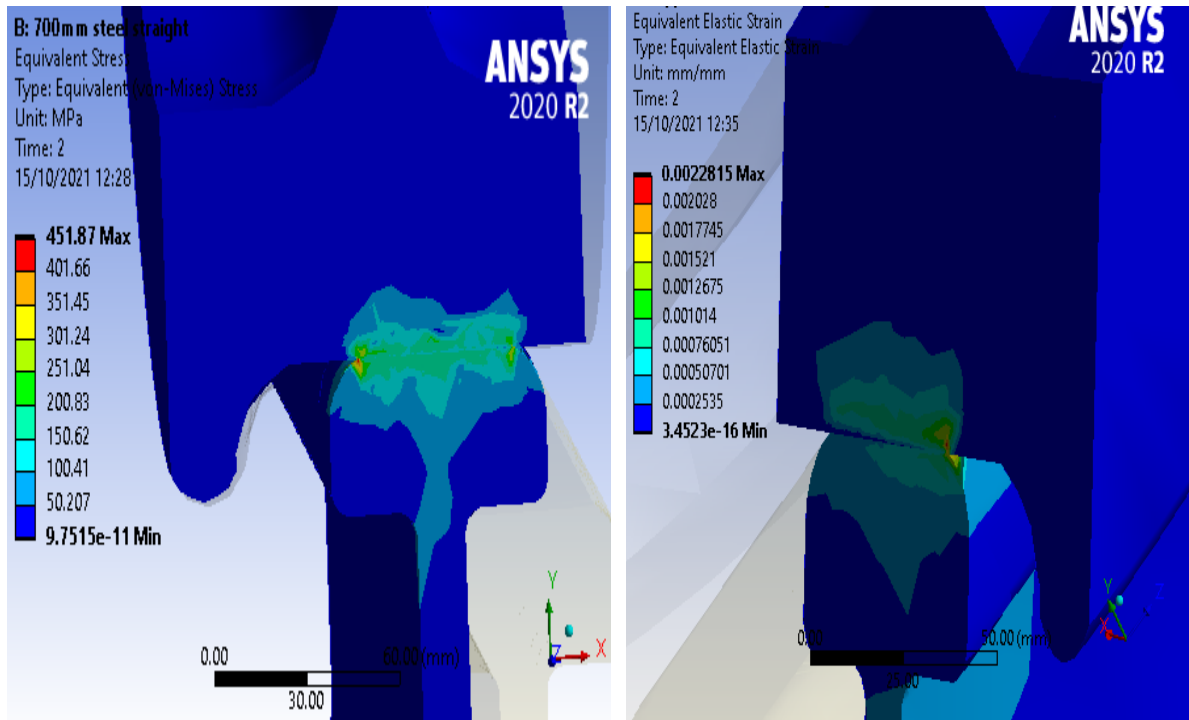 B: 700mm steel straight
Equivalent Stress
Type: Equivalent (von-Mises) Stress
Unit: MPa
Time: 2
15/10/2021 12:28
ANSYS
2020 R2
451.87 Max
401.66
351.45
301.24
251.04
200.83
150.62
100.41
50.207
9.7515e-11 Min
Y
X
Z
0.00
60.00 (mm)
30.00
Equivalent Elastic Strain
Type: Equivalent Elastic Strain
Unit: mm/mm
Time: 2
15/10/2021 12:35
ANSYS
2020 R2
0.0022815 Max
0.002028
0.0017745
0.001521
0.0012675
0.001014
0.00076051
0.00050701
0.0002535
3.4523e-16 Min
Y
Z
X
0.00
50.00 (mm)
25.00